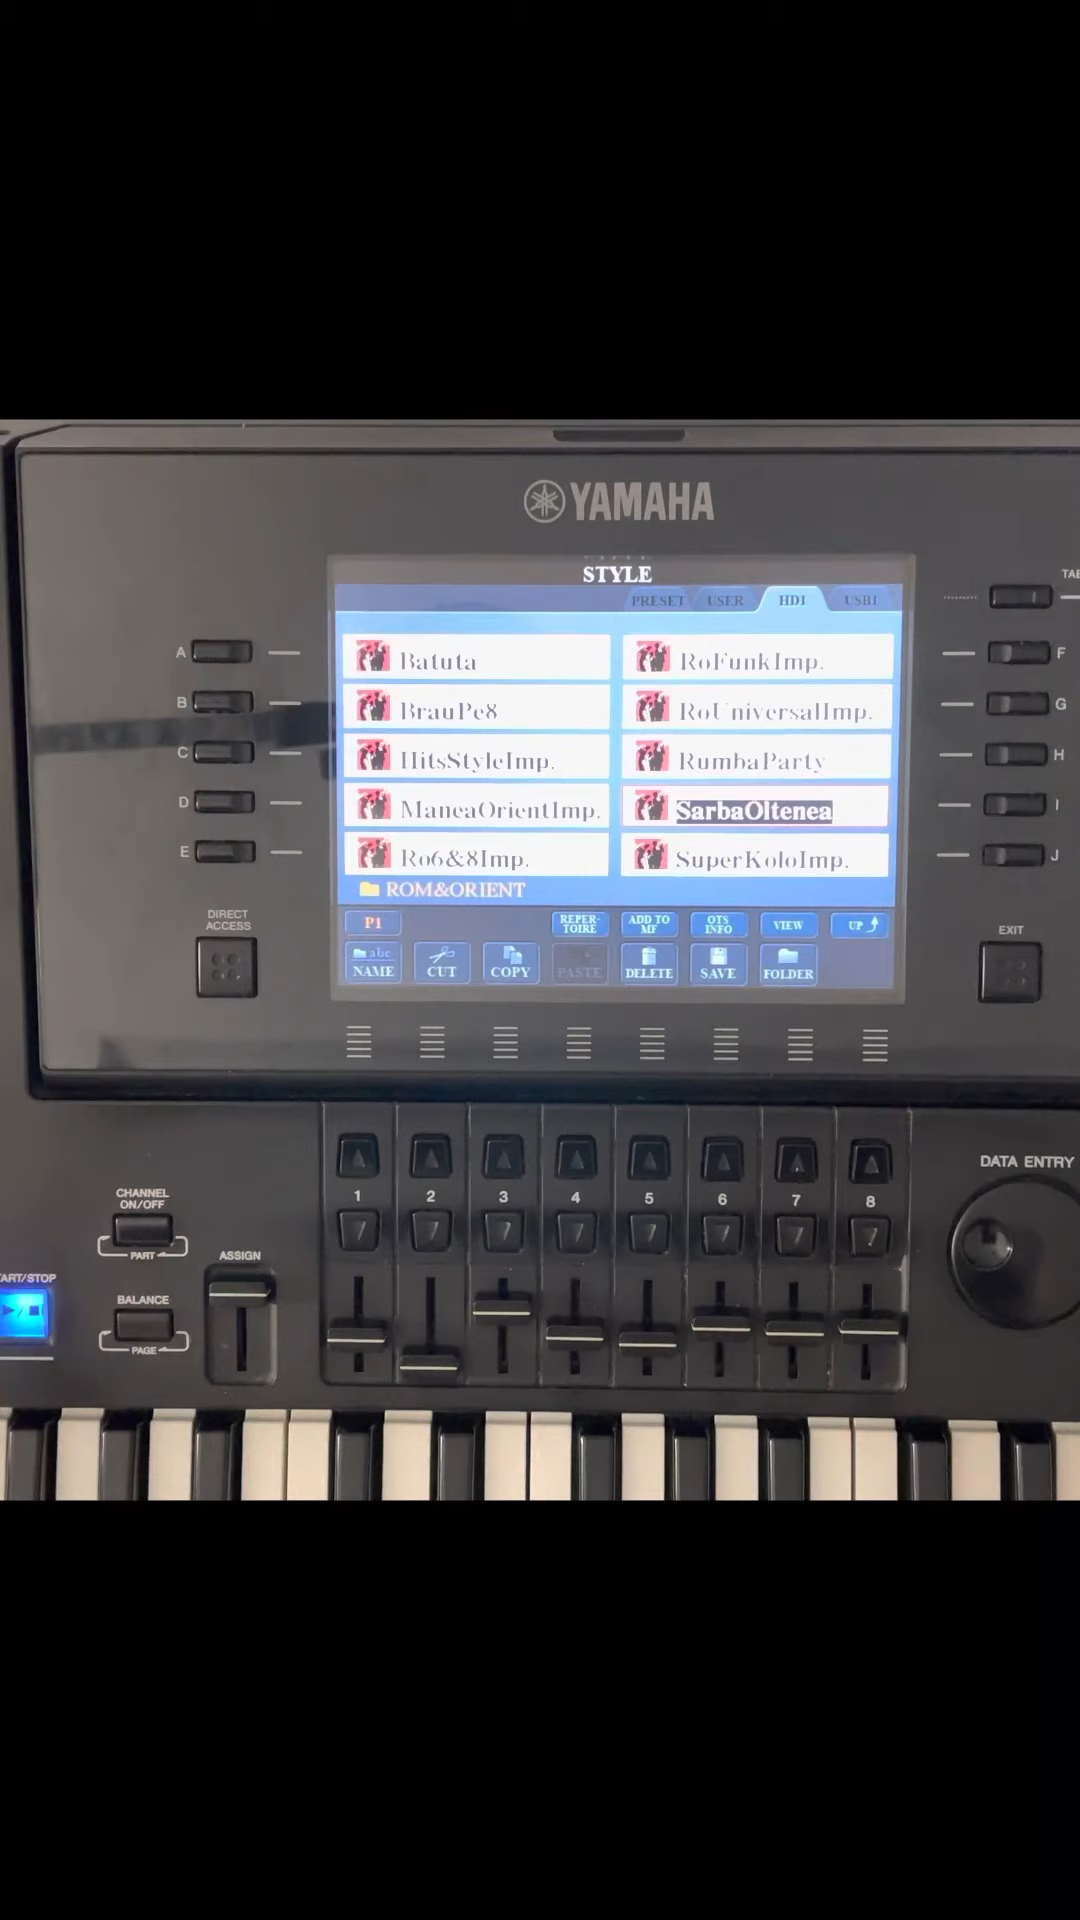 YAMAHA
STYLE
PRESET USER HD1 USB1
Batuta
BrauPe8
HitsStyleImp.
ManeaOrientImp.
Ro6&8Imp.
RoFunkImp.
RoUniversalImp.
RumbaParty
SarbaOltenea
SuperKoloImp.
ROM&ORIENT
P1
REPER-
TOIRE
ADD TO
MF
OTS
INFO
VIEW
UP
abc
NAME
CUT
COPY
PASTE
DELETE
SAVE
FOLDER
A
B
C
D
E
TAB
F
G
H
I
J
DIRECT
ACCESS
EXIT
1 2 3 4 5 6 7 8
DATA ENTRY
CHANNEL
ON/OFF
PART
ASSIGN
ART/STOP
BALANCE
PAGE